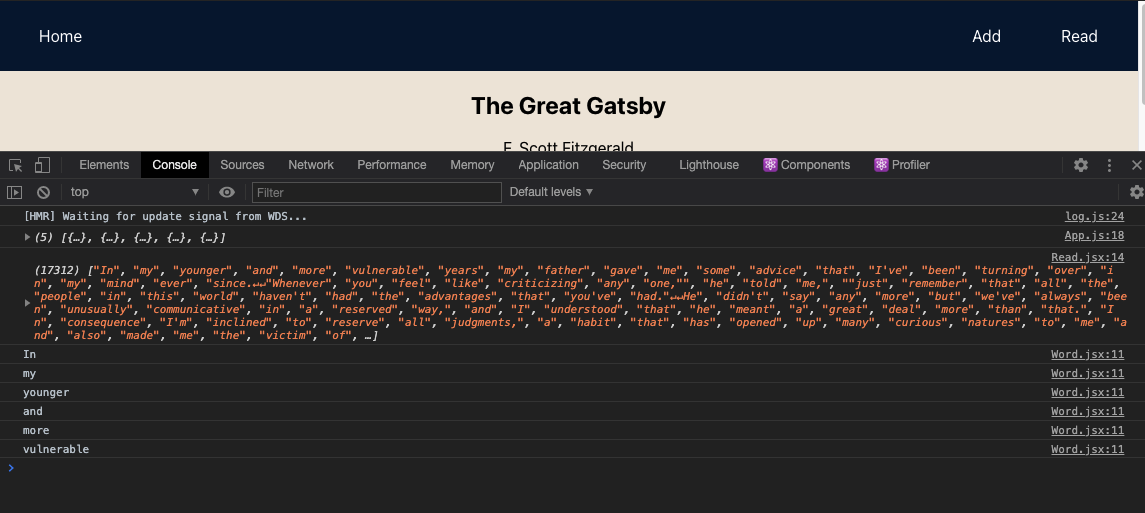 Home Add Read
The Great Gatsby
F. Scott Fitzgerald
Elements Console Sources Network Performance Memory Application Security Lighthouse Components Profiler
top Filter Default levels
[HMR] Waiting for update signal from WDS... log.js:24
(5) [{…}, {…}, {…}, {…}, {…}] App.js:18
Read.jsx:14
(17312) ["In", "my", "younger", "and", "more", "vulnerable", "years", "my", "father", "gave", "me", "some", "advice", "that", "I've", "been", "turning", "over", "i
n", "my", "mind", "ever", "since.↵↵"Whenever", "you", "feel", "like", "criticizing", "any", "one,"", "he", "told", "me,", ""just", "remember", "that", "all", "the",
"people", "in", "this", "world", "haven't", "had", "the", "advantages", "that", "you've", "had."↵↵He", "didn't", "say", "any", "more", "but", "we've", "always", "bee
n", "unusually", "communicative", "in", "a", "reserved", "way,", "and", "I", "understood", "that", "he", "meant", "a", "great", "deal", "more", "than", "that.", "I
n", "consequence", "I'm", "inclined", "to", "reserve", "all", "judgments,", "a", "habit", "that", "has", "opened", "up", "many", "curious", "natures", "to", "me", "a
nd", "also", "made", "me", "the", "victim", "of", …]
In Word.jsx:11
my Word.jsx:11
younger Word.jsx:11
and Word.jsx:11
more Word.jsx:11
vulnerable Word.jsx:11